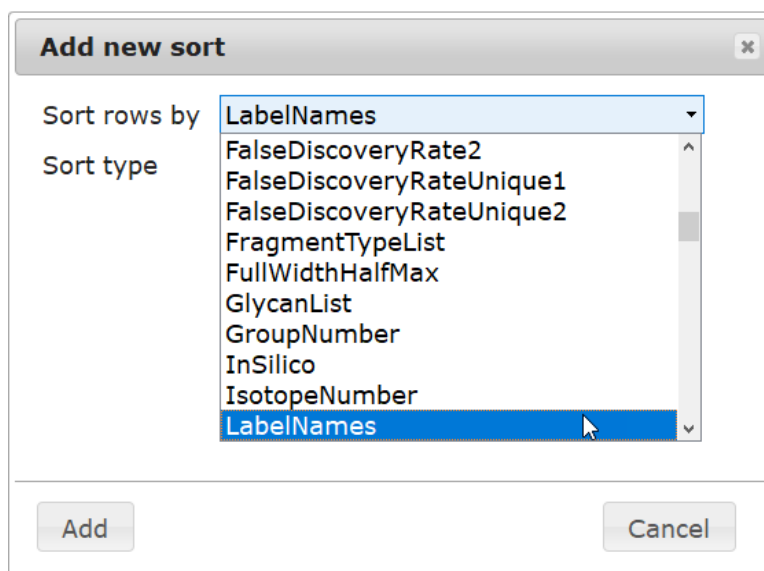 Add new sort
Sort rows by LabelNames
Sort type
FalseDiscoveryRate2
FalseDiscoveryRateUnique1
FalseDiscoveryRateUnique2
FragmentTypeList
FullWidthHalfMax
GlycanList
GroupNumber
InSilico
IsotopeNumber
LabelNames
Add Cancel